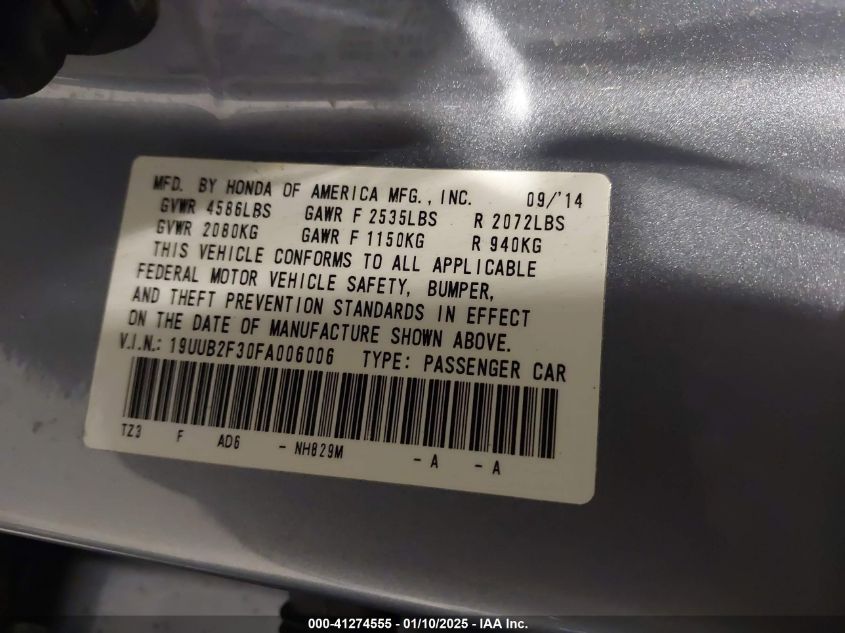 MFD. BY HONDA OF AMERICA MFG., INC. 09/'14
GVWR 4586LBS GAWR F 2535LBS R 2072LBS
GVWR 2080KG GAWR F 1150KG R 940KG
THIS VEHICLE CONFORMS TO ALL APPLICABLE
FEDERAL MOTOR VEHICLE SAFETY, BUMPER,
AND THEFT PREVENTION STANDARDS IN EFFECT
ON THE DATE OF MANUFACTURE SHOWN ABOVE.
V.I.N.: 19UUB2F30FA006006 TYPE: PASSENGER CAR
TZ3 F AD6 - NH829M - A - A
000-41274555 | 01/10/2025 - IAA Inc.